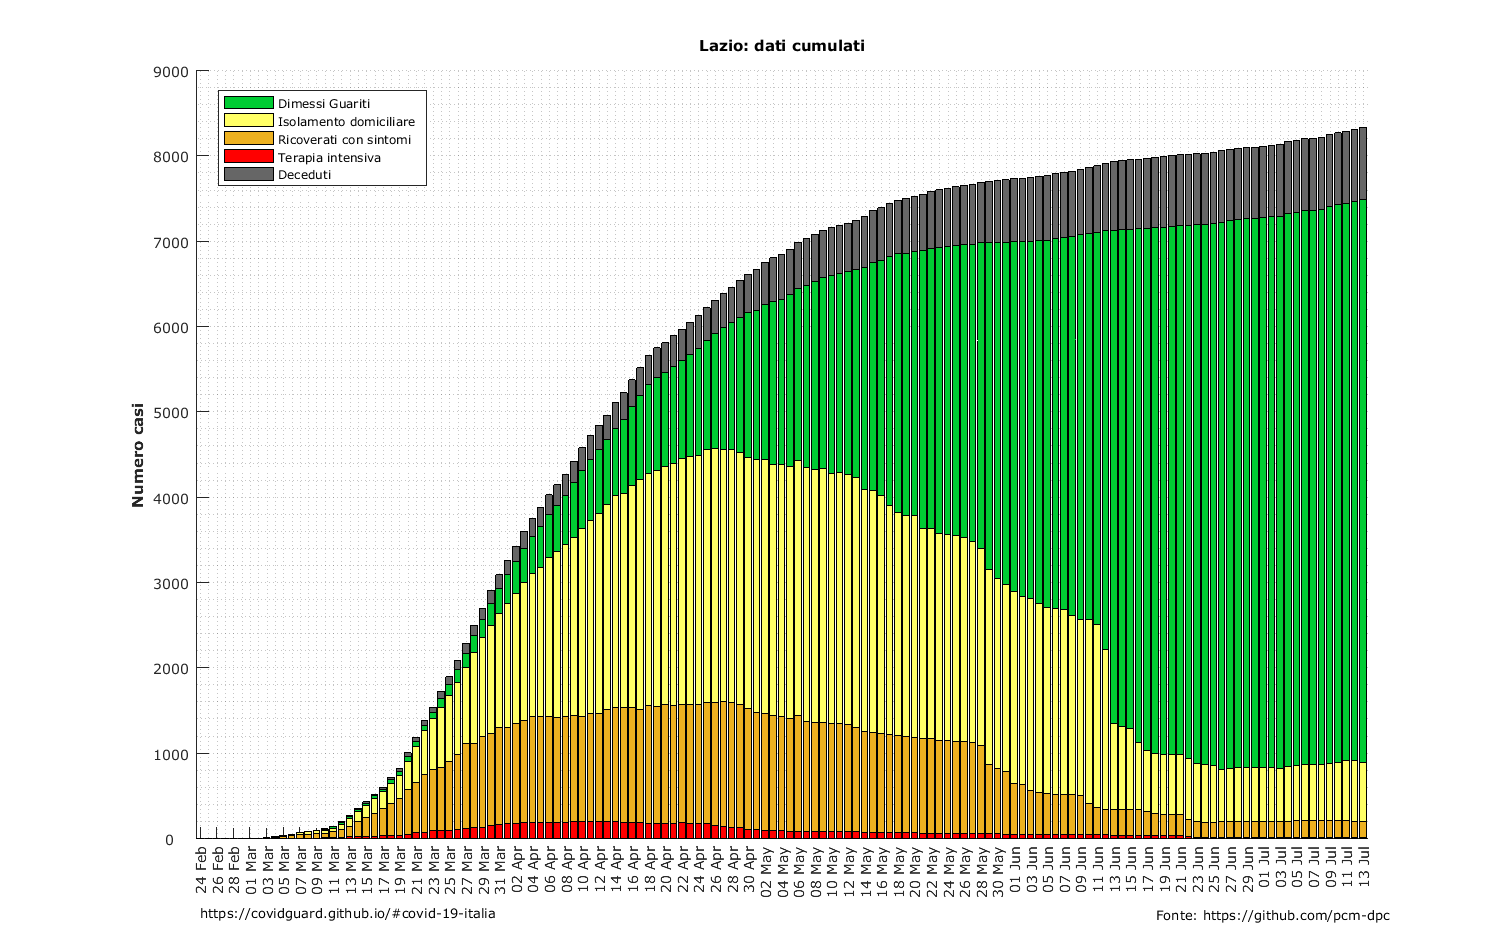 Lazio: dati cumulati
9000
8000
7000
6000
5000
4000
3000
2000
1000
0
Numero casi
Dimessi Guariti
Isolamento domiciliare
Ricoverati con sintomi
Terapia intensiva
Deceduti
24 Feb
26 Feb
28 Feb
01 Mar
03 Mar
05 Mar
07 Mar
09 Mar
11 Mar
13 Mar
15 Mar
17 Mar
19 Mar
21 Mar
23 Mar
25 Mar
27 Mar
29 Mar
31 Mar
02 Apr
04 Apr
06 Apr
08 Apr
10 Apr
12 Apr
14 Apr
16 Apr
18 Apr
20 Apr
22 Apr
24 Apr
26 Apr
28 Apr
30 Apr
02 May
04 May
06 May
08 May
10 May
12 May
14 May
16 May
18 May
20 May
22 May
24 May
26 May
28 May
30 May
01 Jun
03 Jun
05 Jun
07 Jun
09 Jun
11 Jun
13 Jun
15 Jun
17 Jun
19 Jun
21 Jun
23 Jun
25 Jun
27 Jun
29 Jun
01 Jul
03 Jul
05 Jul
07 Jul
09 Jul
11 Jul
13 Jul
https://covidguard.github.io/#covid-19-italia
Fonte: https://github.com/pcm-dpc